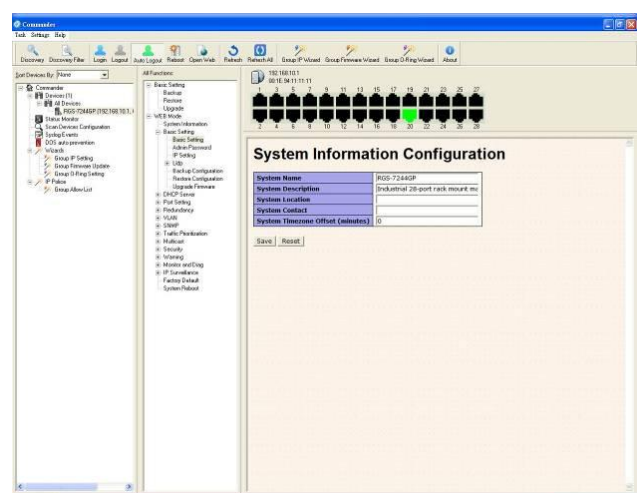 Commander
Task Settings Help
Discovery Discovery Filter Login Logout Auto Logout Reboot Open Web Refresh Refresh All Group IP Wizard Group Firmware Wizard Group O-Ring Wizard About
Sort Devices By: None
Commander
Devices (1)
All Devices
RGS-7244GP (192.168.10.1,
Status Monitor
Scan Devices Configuration
Syslog Events
DOS auto prevention
Wizards
Group IP Setting
Group Firmware Update
Group O-Ring Setting
IP Police
Group Allow List
All Functions:
Basic Setting
Backup
Restore
Upgrade
WEB Mode
System Information
Basic Setting
Basic Setting
Admin Password
IP Setting
Lldp
Backup Configuration
Restore Configuration
Upgrade Firmware
DHCP Server
Port Setting
Redundancy
VLAN
SNMP
Traffic Prioritization
Multicast
Security
Warning
Monitor and Diag
IP Surveillance
Factory Default
System Reboot
192.168.10.1
00:1E:94:11:11:11
1 3 5 7 9 11 13 15 17 19 21 23 25 27
2 4 6 8 10 12 14 16 18 20 22 24 26 28
System Information Configuration
System Name RGS-7244GP
System Description Industrial 28-port rack mount ma
System Location
System Contact
System Timezone Offset (minutes) 0
Save Reset